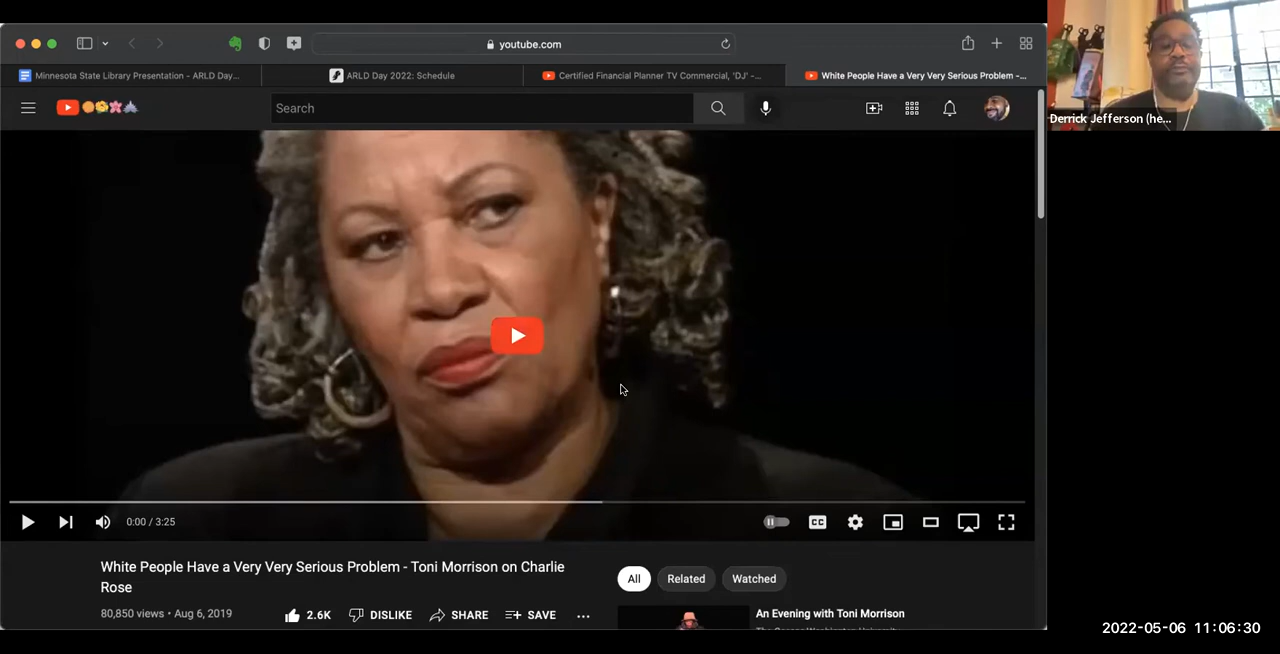 youtube.com
Minnesota State Library Presentation - ARLD Day...
ARLD Day 2022: Schedule
Certified Financial Planner TV Commercial, 'DJ' -...
White People Have a Very Very Serious Problem -...
Search
Derrick Jefferson (he...
0:00 / 3:25
CC
White People Have a Very Very Serious Problem - Toni Morrison on Charlie
Rose
80,850 views • Aug 6, 2019
2.6K
DISLIKE
SHARE
SAVE
All
Related
Watched
An Evening with Toni Morrison
2022-05-06 11:06:30